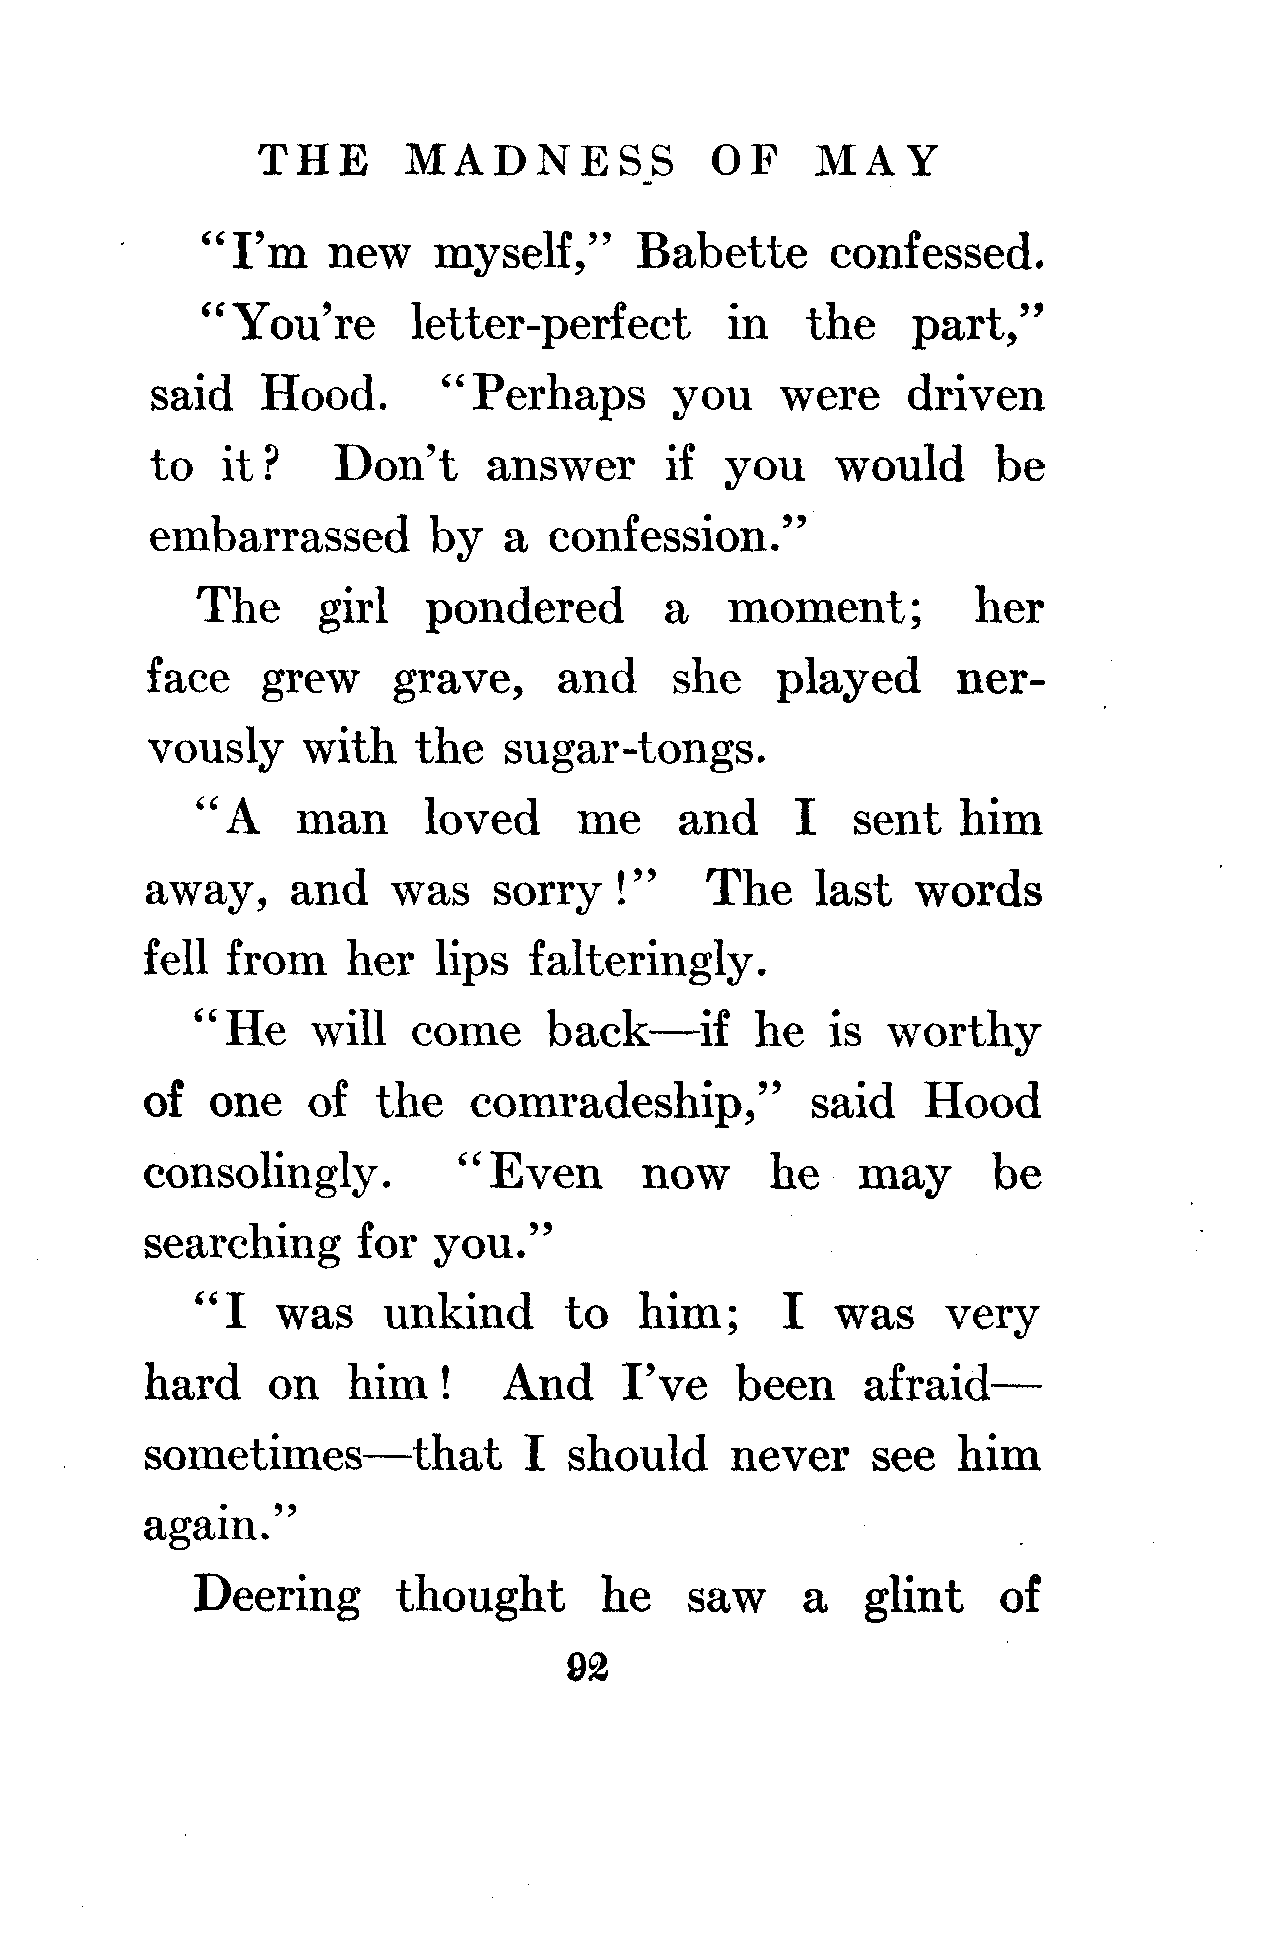 THE MADNESS OF MAY
“I’m new myself,” Babette confessed.
“You’re letter-perfect in the part,”
said Hood. “Perhaps you were driven
to it? Don’t answer if you would be
embarrassed by a confession.”
The girl pondered a moment; her
face grew grave, and she played ner-
vously with the sugar-tongs.
“A man loved me and I sent him
away, and was sorry!” The last words
fell from her lips falteringly.
“He will come back—if he is worthy
of one of the comradeship,” said Hood
consolingly. “Even now he may be
searching for you.”
“I was unkind to him; I was very
hard on him! And I’ve been afraid—
sometimes—that I should never see him
again.”
Deering thought he saw a glint of
92